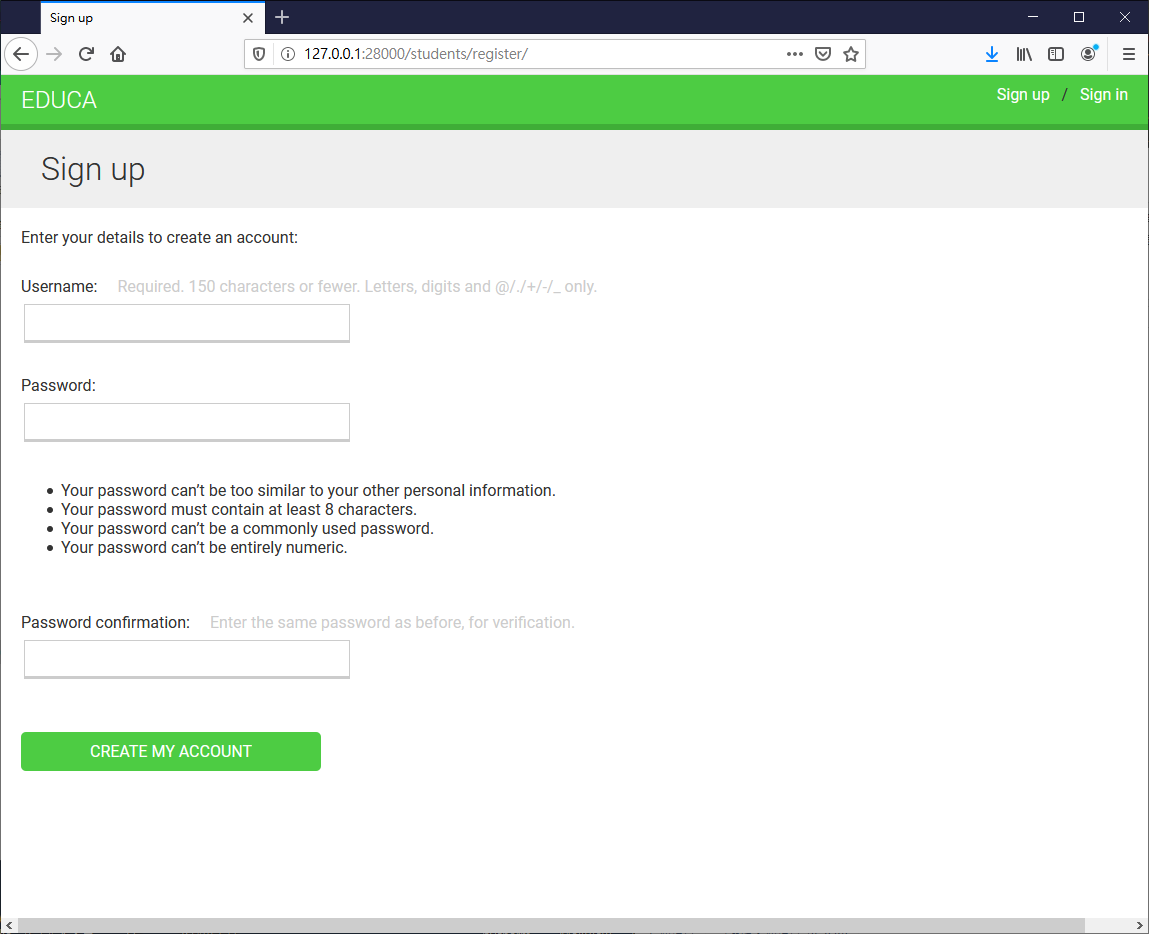 Sign up
127.0.0.1:28000/students/register/
EDUCA
Sign up / Sign in
Sign up
Enter your details to create an account:
Username: Required. 150 characters or fewer. Letters, digits and @/./+/-/_ only.
Password:
Your password can’t be too similar to your other personal information.
Your password must contain at least 8 characters.
Your password can’t be a commonly used password.
Your password can’t be entirely numeric.
Password confirmation: Enter the same password as before, for verification.
CREATE MY ACCOUNT